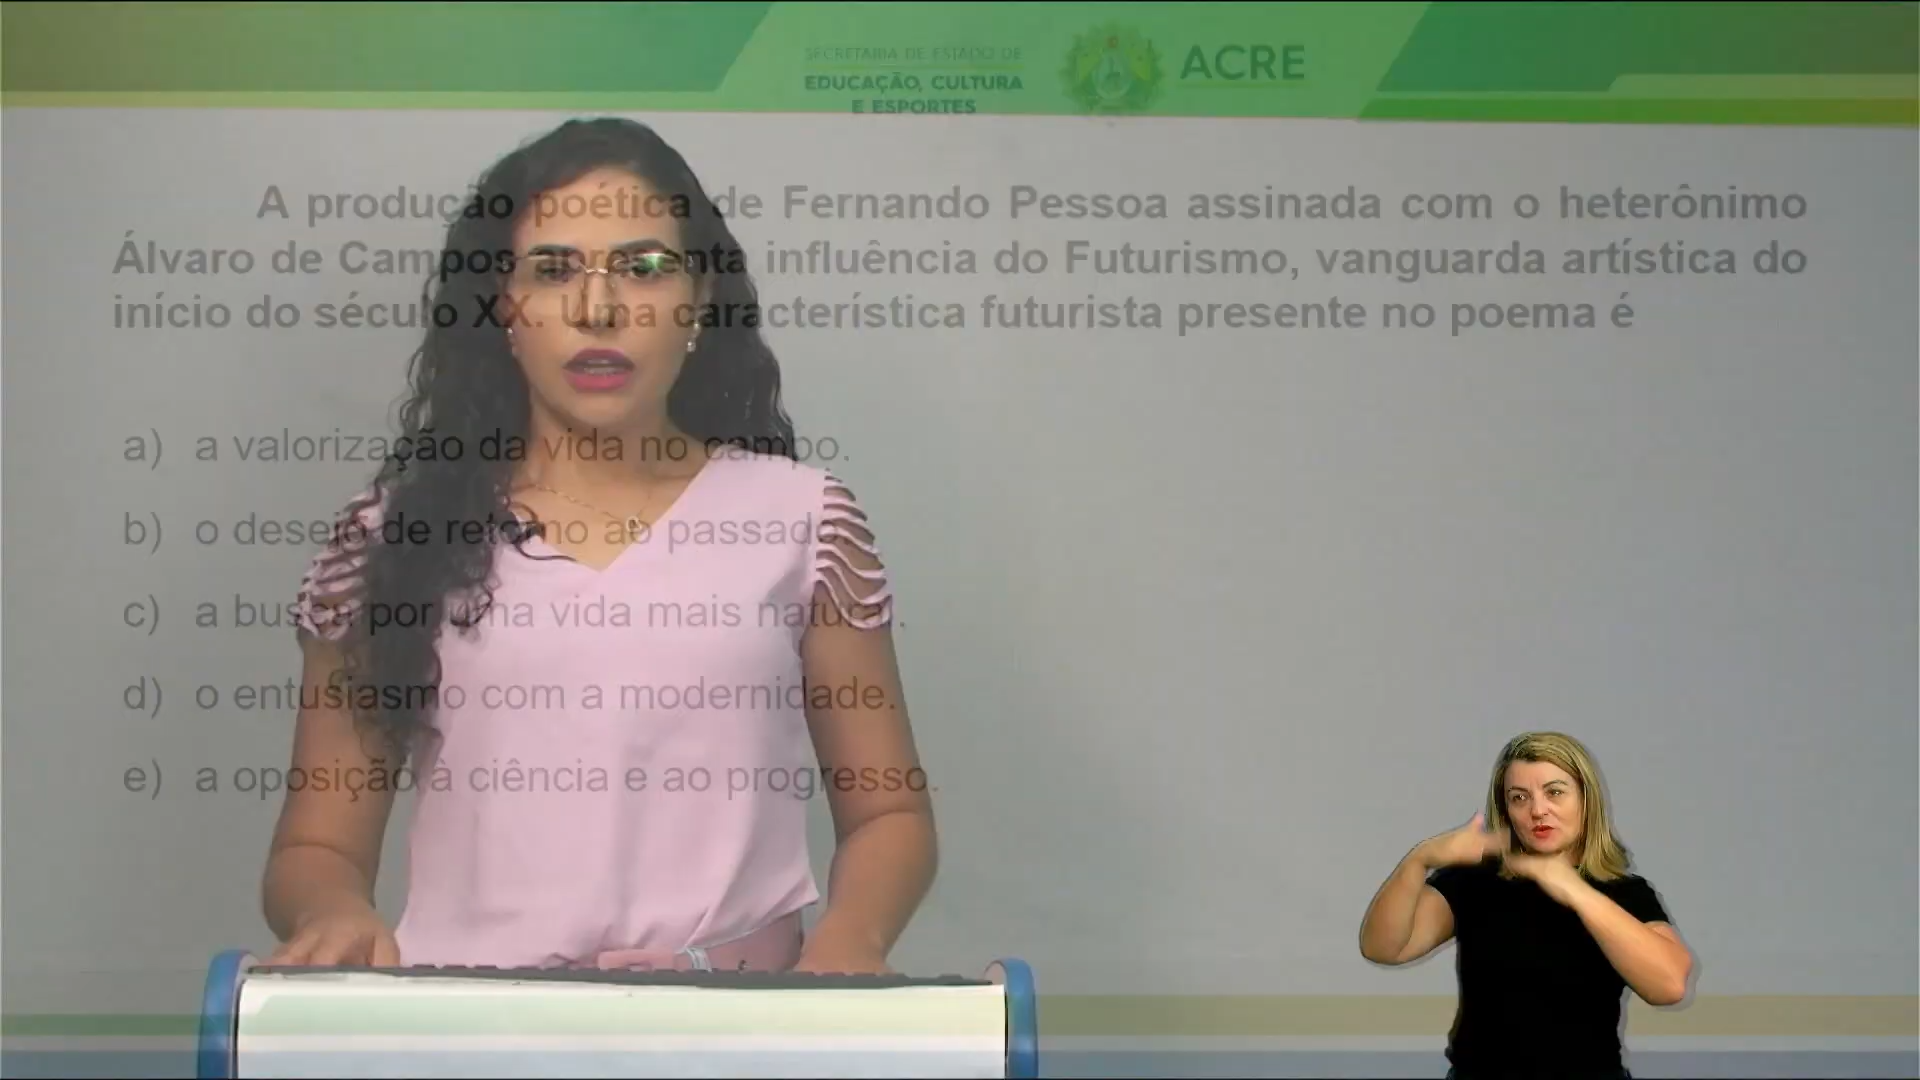 SECRETARIA DE ESTADO DE
EDUCAÇÃO, CULTURA
E ESPORTES
ACRE
A produção poética de Fernando Pessoa assinada com o heterônimo
Álvaro de Campos apresenta influência do Futurismo, vanguarda artística do
início do século XX. Uma característica futurista presente no poema é
a) a valorização da vida no campo.
b) o desejo de retorno ao passado.
c) a busca por uma vida mais natural.
d) o entusiasmo com a modernidade.
e) a oposição à ciência e ao progresso.